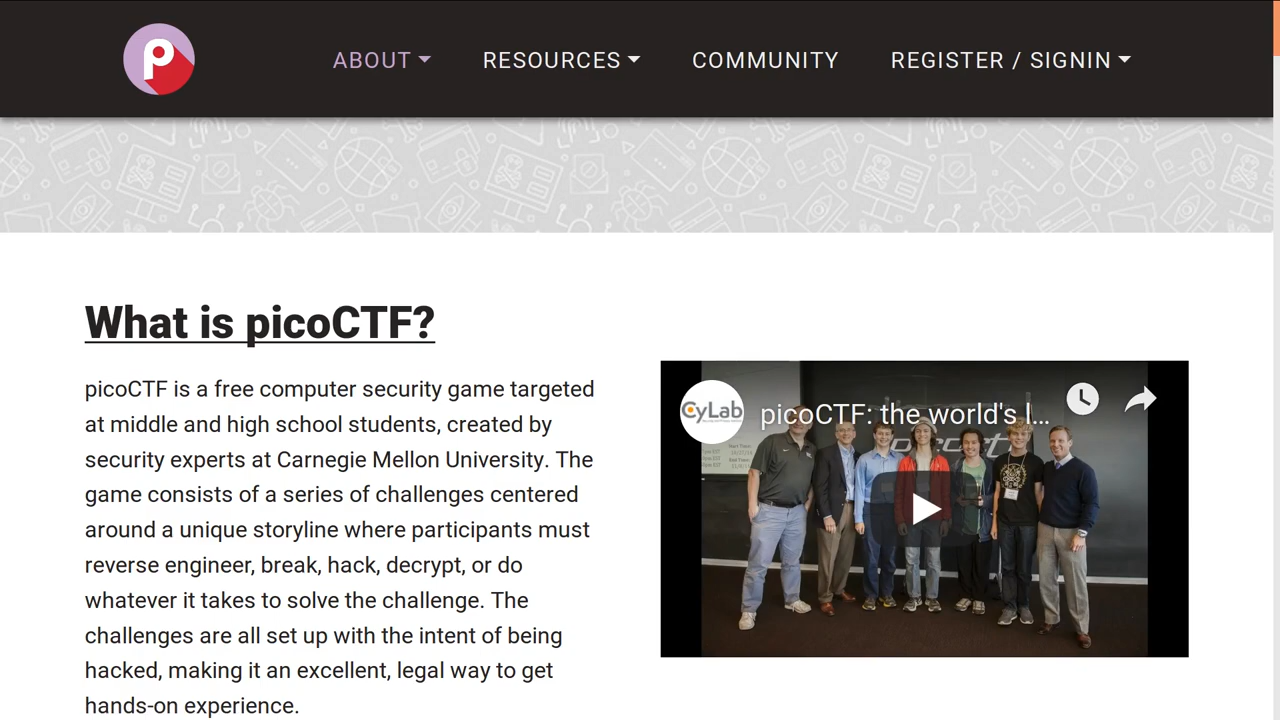 ABOUT
RESOURCES
COMMUNITY
REGISTER / SIGNIN
What is picoCTF?
picoCTF is a free computer security game targeted
at middle and high school students, created by
security experts at Carnegie Mellon University. The
game consists of a series of challenges centered
around a unique storyline where participants must
reverse engineer, break, hack, decrypt, or do
whatever it takes to solve the challenge. The
challenges are all set up with the intent of being
hacked, making it an excellent, legal way to get
hands-on experience.
CyLab
picoCTF: the world's l...